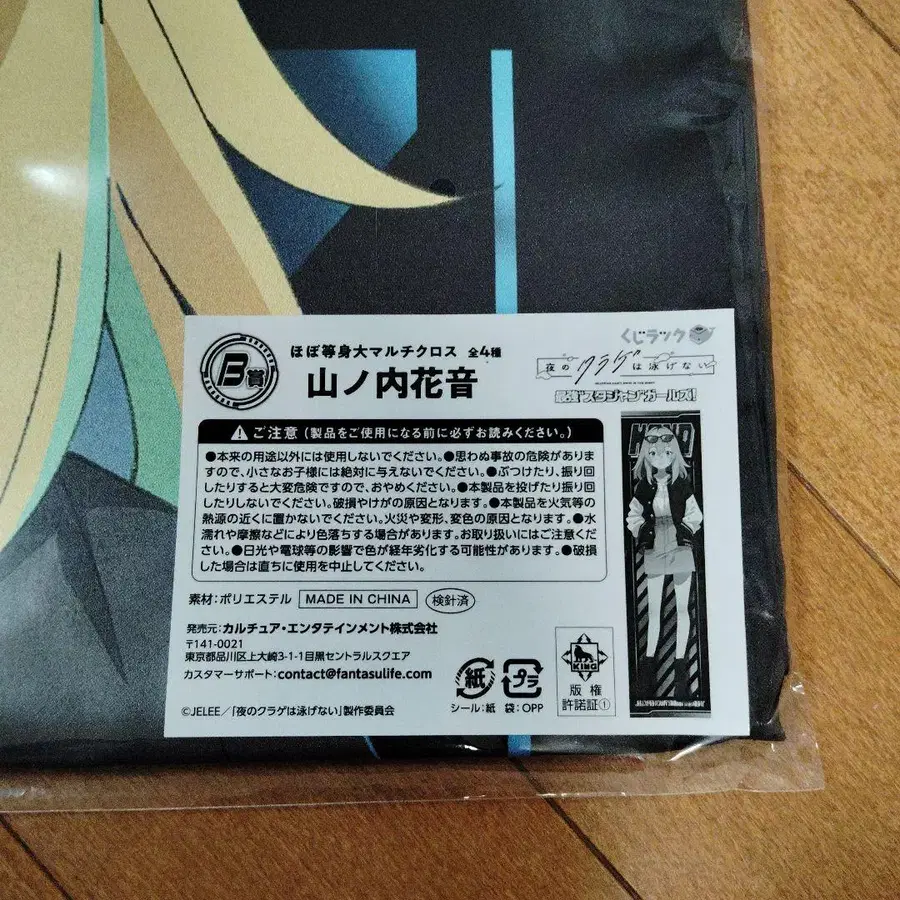 B賞
ほぼ等身大マルチクロス 全4種
山ノ内花音
くじラック
夜のクラゲは泳げない
最強"スタジャン"ガールズ!
⚠ご注意(製品をご使用になる前に必ずお読みください。)
●本来の用途以外には使用しないでください。●思わぬ事故の危険がありま
すので、小さなお子様には絶対に与えないでください。●ぶつけたり、振り回
したりすると大変危険ですので、おやめください。●本製品を投げたり振り回
したりしないでください。破損やけがの原因となります。●本製品を火気等の
熱源の近くに置かないでください。火災や変形、変色の原因となります。●水
濡れや摩擦などにより色落ちする場合があります。お取り扱いにはご注意くださ
い。●日光や電球等の影響で色が経年劣化する可能性があります。●破損
した場合は直ちに使用を中止してください。
素材:ポリエステル MADE IN CHINA 検針済
発売元:カルチュア・エンタテインメント株式会社
〒141-0021
東京都品川区上大崎3-1-1目黒セントラルスクエア
カスタマーサポート:contact@fantasulife.com
紙 プラ
シール:紙 袋:OPP
KING
版権
許諾証①
©JELEE/「夜のクラゲは泳げない」製作委員会